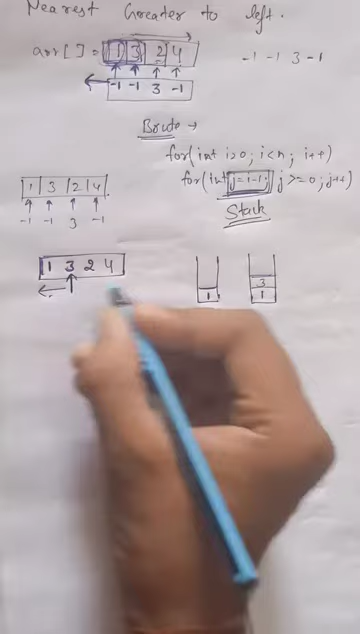 Nearest Greater to left.
arr[] = 1 3 2 4
-1 -1 3 -1
-1 -1 3 -1
Brute →
for(int i=0; i<n; i++)
for(int j=i-1; j>=0; j++)
Stack
1 3 2 4
-1 -1 3 -1
1 3 2 4
1
3
1